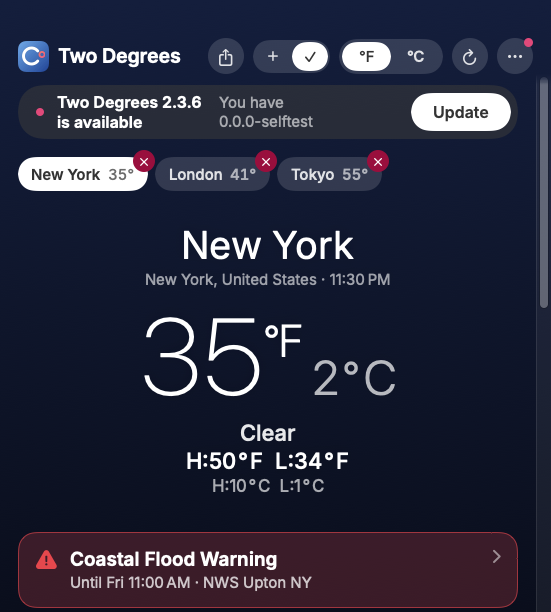 Two Degrees
+ ✓ °F °C ...
Two Degrees 2.3.6
is available
You have
0.0.0-selftest
Update
New York 35°
London 41°
Tokyo 55°
New York
New York, United States · 11:30 PM
35°F 2°C
Clear
H:50°F L:34°F
H:10°C L:1°C
Coastal Flood Warning
Until Fri 11:00 AM · NWS Upton NY